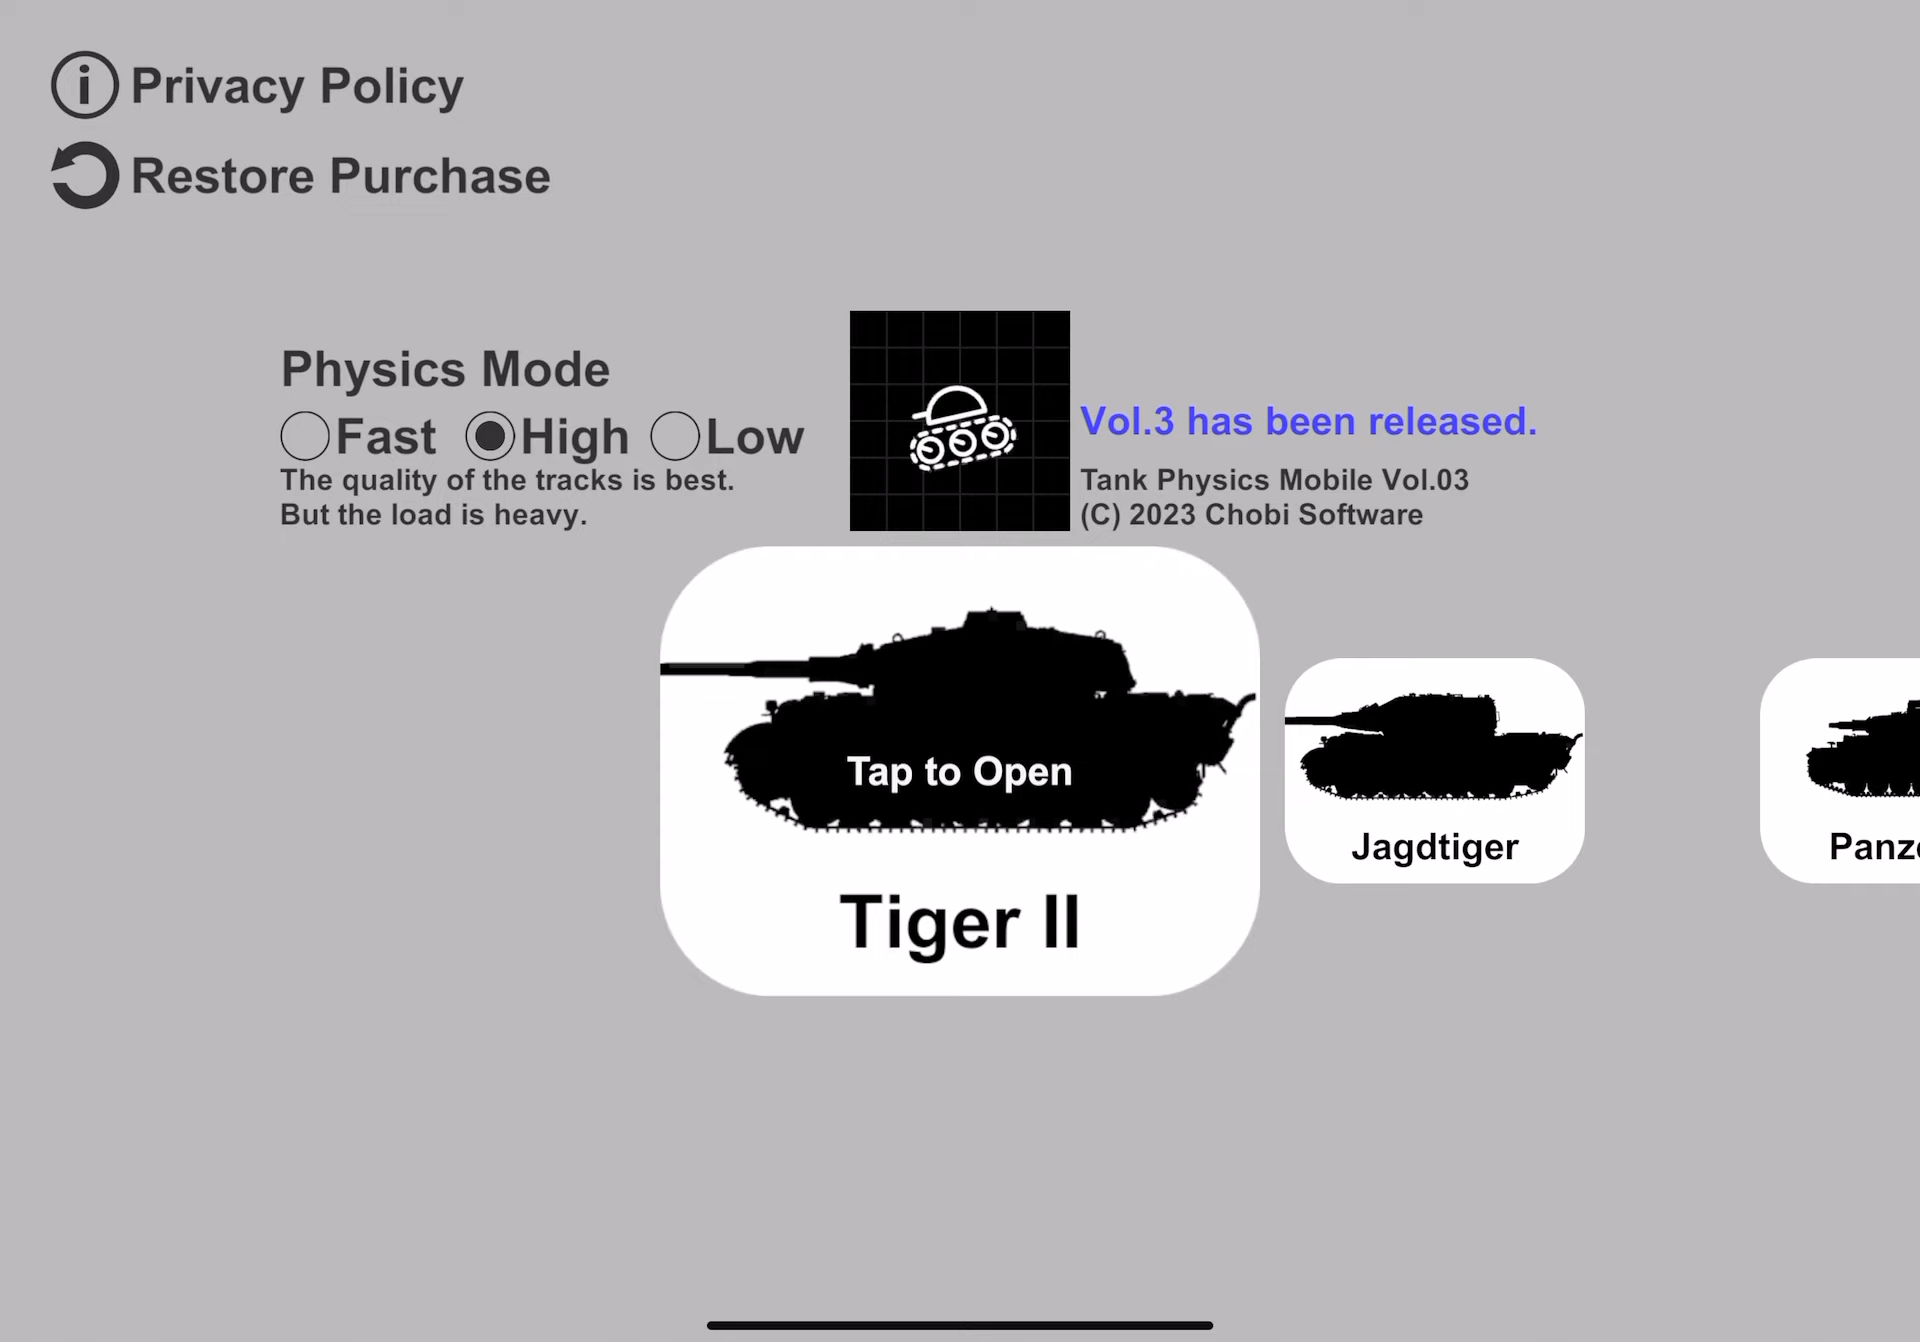 Privacy Policy
Restore Purchase
Physics Mode
Fast High Low
The quality of the tracks is best.
But the load is heavy.
Vol.3 has been released.
Tank Physics Mobile Vol.03
(C) 2023 Chobi Software
Tap to Open
Tiger II
Jagdtiger